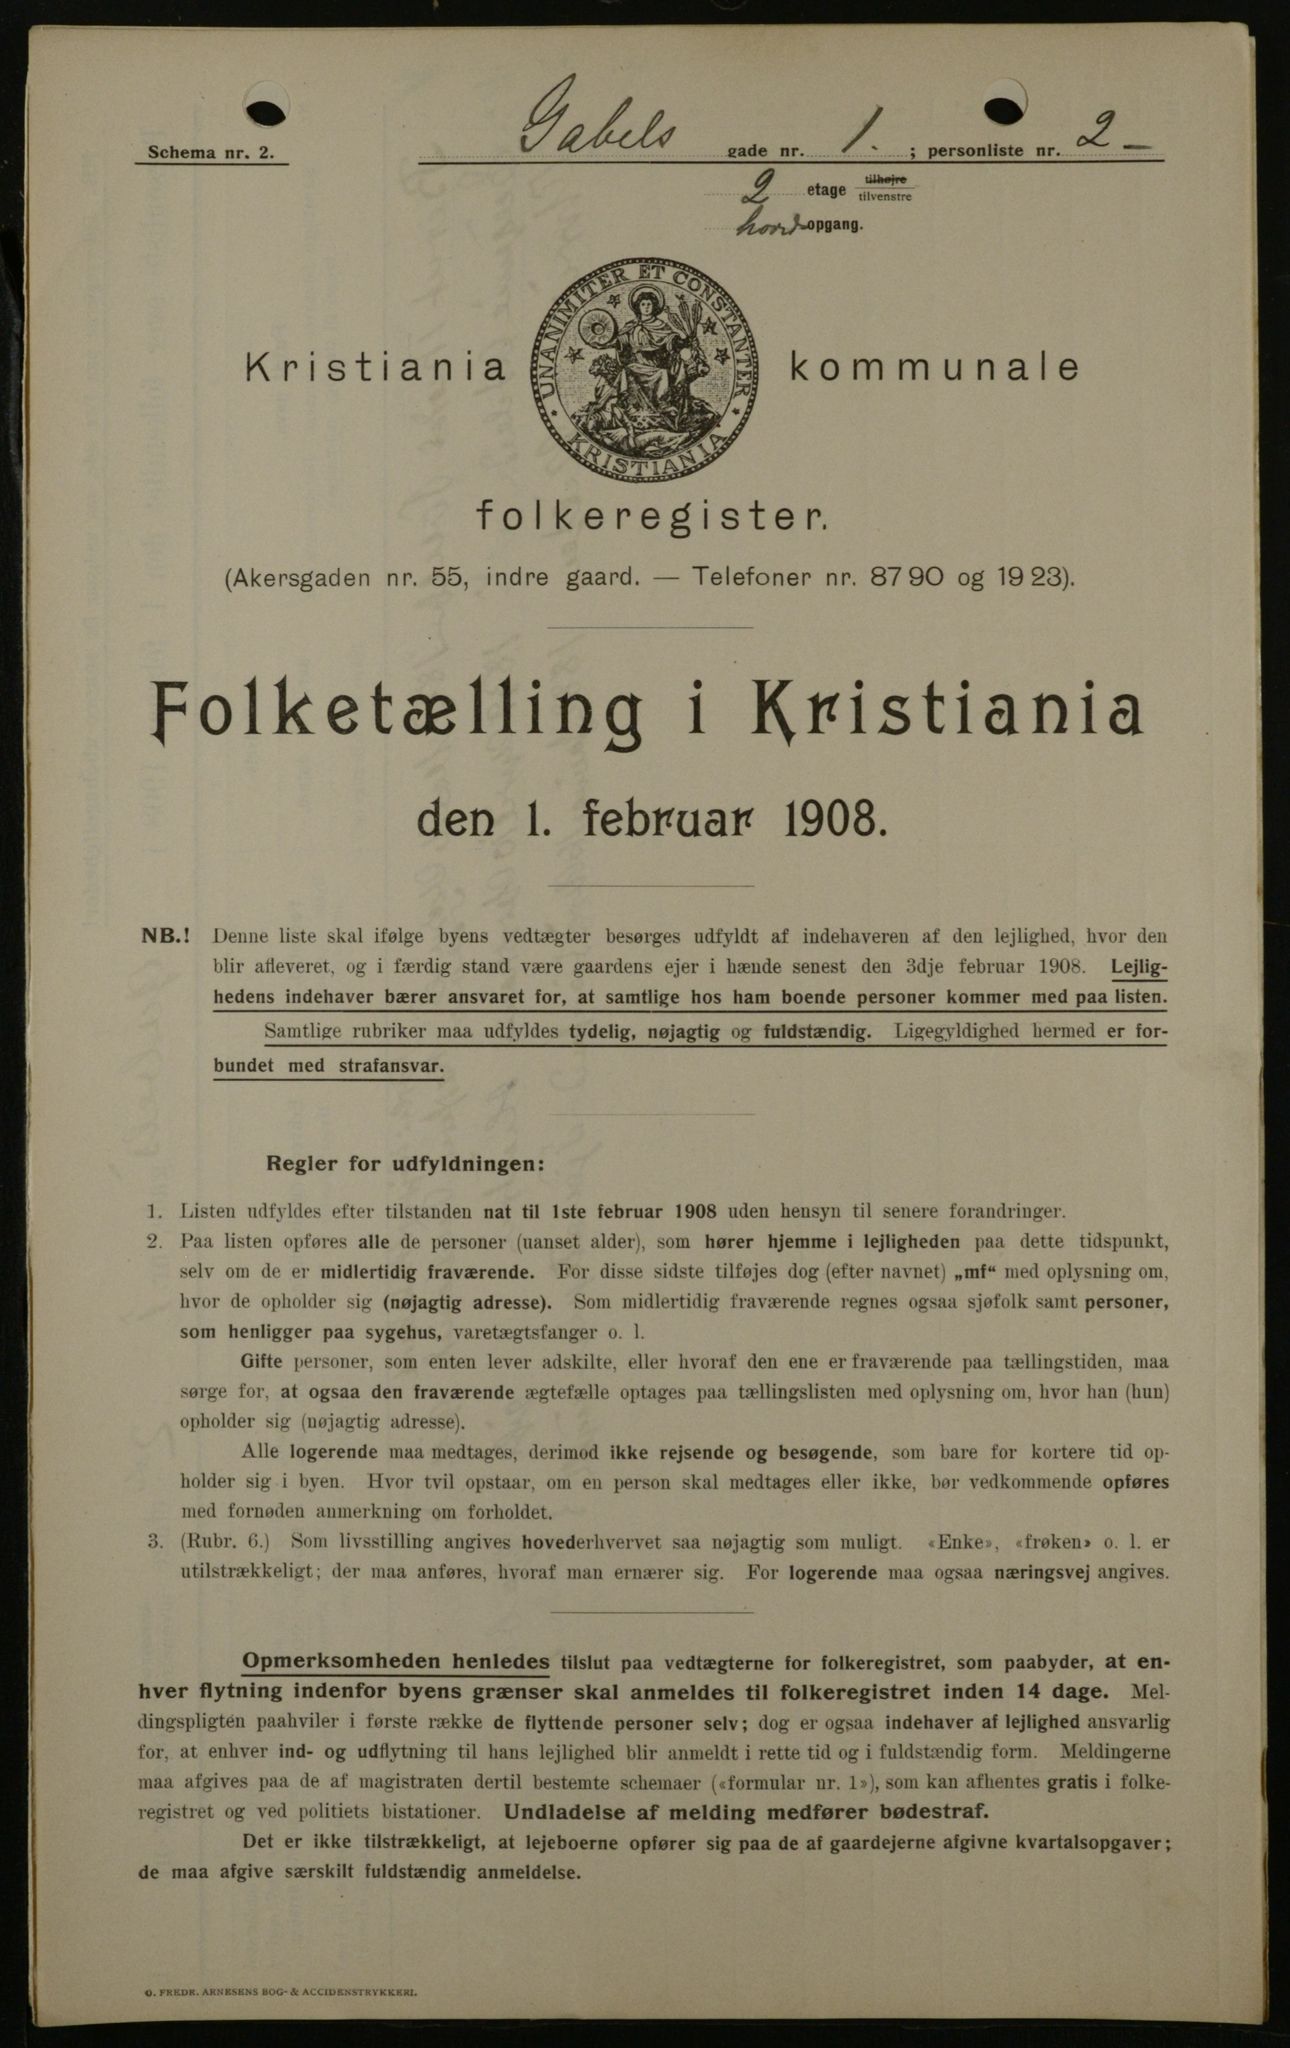 Schema nr. 2.
Gabels gade nr. 1. ; personliste nr. 2
2 etage tilhøjre
tilvenstre
hoved opgang.
UNANIMITER ET CONSTANTER
KRISTIANIA
Kristiania kommunale
folkeregister.
(Akersgaden nr. 55, indre gaard. — Telefoner nr. 87 90 og 19 23).
Folketælling i Kristiania
den 1. februar 1908.
NB.! Denne liste skal ifølge byens vedtægter besørges udfyldt af indehaveren af den lejlighed, hvor den
blir afleveret, og i færdig stand være gaardens ejer i hænde senest den 3dje februar 1908. Lejlig-
hedens indehaver bærer ansvaret for, at samtlige hos ham boende personer kommer med paa listen.
Samtlige rubriker maa udfyldes tydelig, nøjagtig og fuldstændig. Ligegyldighed hermed er for-
bundet med strafansvar.
Regler for udfyldningen:
1. Listen udfyldes efter tilstanden nat til 1ste februar 1908 uden hensyn til senere forandringer.
2. Paa listen opføres alle de personer (uanset alder), som hører hjemme i lejligheden paa dette tidspunkt,
selv om de er midlertidig fraværende. For disse sidste tilføjes dog (efter navnet) „mf“ med oplysning om,
hvor de opholder sig (nøjagtig adresse). Som midlertidig fraværende regnes ogsaa sjøfolk samt personer,
som henligger paa sygehus, varetægtsfanger o. l.
Gifte personer, som enten lever adskilte, eller hvoraf den ene er fraværende paa tællingstiden, maa
sørge for, at ogsaa den fraværende ægtefælle optages paa tællingslisten med oplysning om, hvor han (hun)
opholder sig (nøjagtig adresse).
Alle logerende maa medtages, derimod ikke rejsende og besøgende, som bare for kortere tid op-
holder sig i byen. Hvor tvil opstaar, om en person skal medtages eller ikke, bør vedkommende opføres
med fornøden anmerkning om forholdet.
3. (Rubr. 6.) Som livsstilling angives hovederhvervet saa nøjagtig som muligt. «Enke», «frøken» o. l. er
utilstrækkeligt; der maa anføres, hvoraf man ernærer sig. For logerende maa ogsaa næringsvej angives.
Opmerksomheden henledes tilslut paa vedtægterne for folkeregistret, som paabyder, at en-
hver flytning indenfor byens grænser skal anmeldes til folkeregistret inden 14 dage. Mel-
dingspligten paahviler i første række de flyttende personer selv; dog er ogsaa indehaver af lejlighed ansvarlig
for, at enhver ind- og udflytning til hans lejlighed blir anmeldt i rette tid og i fuldstændig form. Meldingerne
maa afgives paa de af magistraten dertil bestemte schemaer («formular nr. 1»), som kan afhentes gratis i folke-
registret og ved politiets bistationer. Undladelse af melding medfører bødestraf.
Det er ikke tilstrækkeligt, at lejeboerne opfører sig paa de af gaardejerne afgivne kvartalsopgaver;
de maa afgive særskilt fuldstændig anmeldelse.
O. FREDR. ARNESENS BOG- & ACCIDENSTRYKKERI.